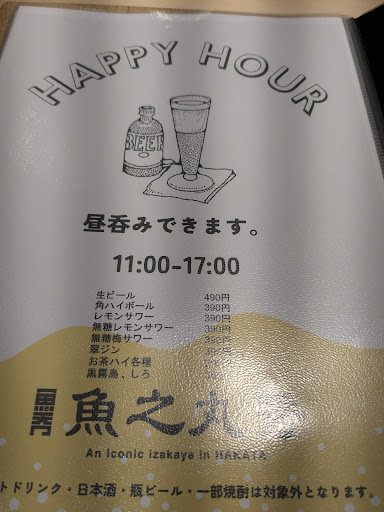 HAPPY HOUR
BEER
昼呑みできます。
11:00-17:00
生ビール 490円
角ハイボール 390円
レモンサワー 390円
無糖レモンサワー 390円
無糖梅サワー 390円
翠ジン
お茶ハイ各種
黒霧島、しろ
魚之丸
An iconic izakaya in HAKATA
トドリンク・日本酒・瓶ビール・一部焼酎は対象外となります。